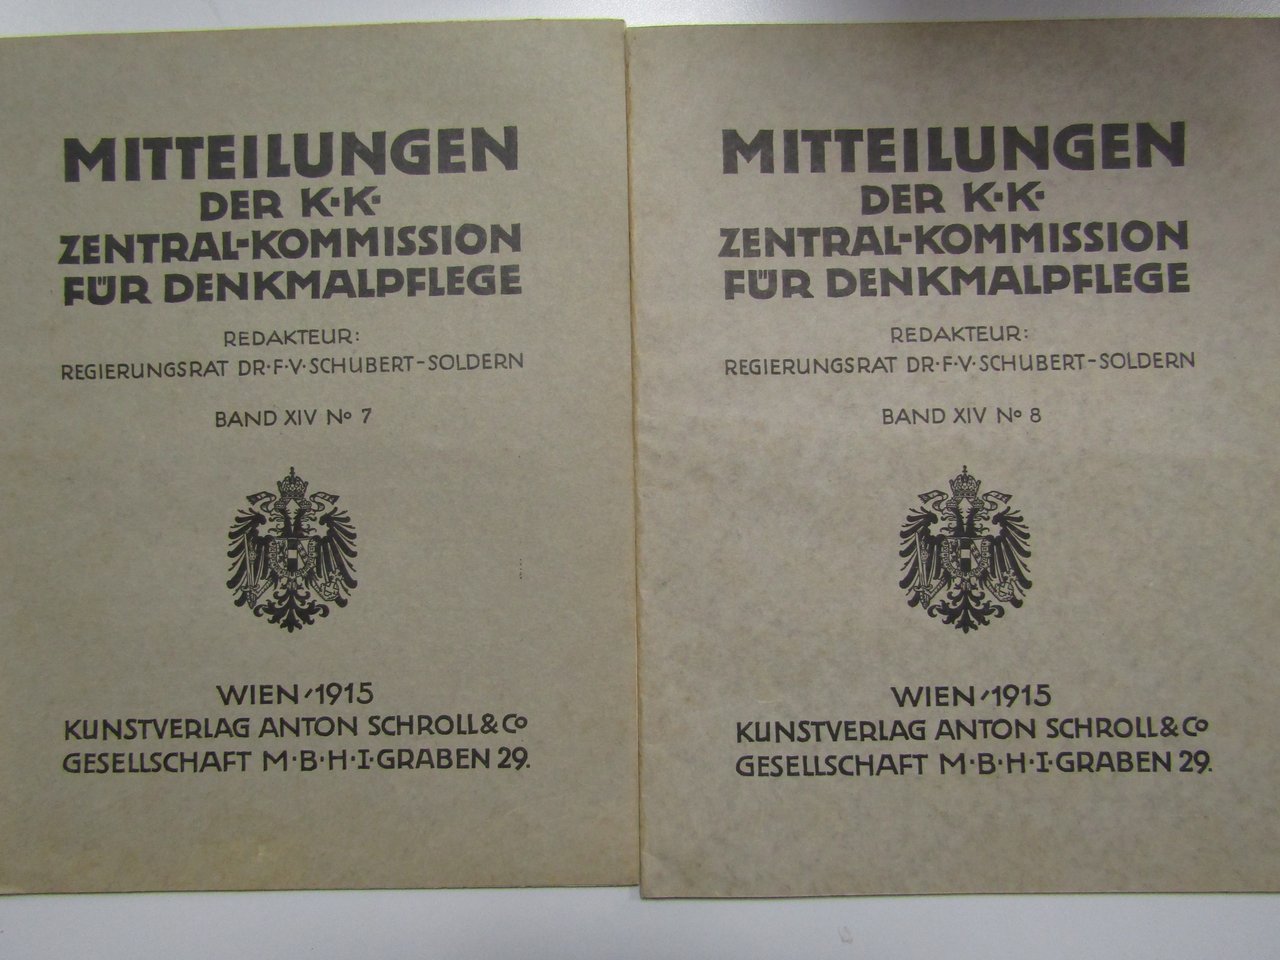 MITTEILUNGEN
DER K·K·
ZENTRAL-KOMMISSION
FÜR DENKMALPFLEGE
REDAKTEUR:
REGIERUNGSRAT DR·F·V·SCHUBERT-SOLDERN
BAND XIV No 7
WIEN ⁄ 1915
KUNSTVERLAG ANTON SCHROLL & Co
GESELLSCHAFT M·B·H·I·GRABEN 29.
MITTEILUNGEN
DER K·K·
ZENTRAL-KOMMISSION
FÜR DENKMALPFLEGE
REDAKTEUR:
REGIERUNGSRAT DR·F·V·SCHUBERT-SOLDERN
BAND XIV No 8
WIEN ⁄ 1915
KUNSTVERLAG ANTON SCHROLL & Co
GESELLSCHAFT M·B·H·I·GRABEN 29.